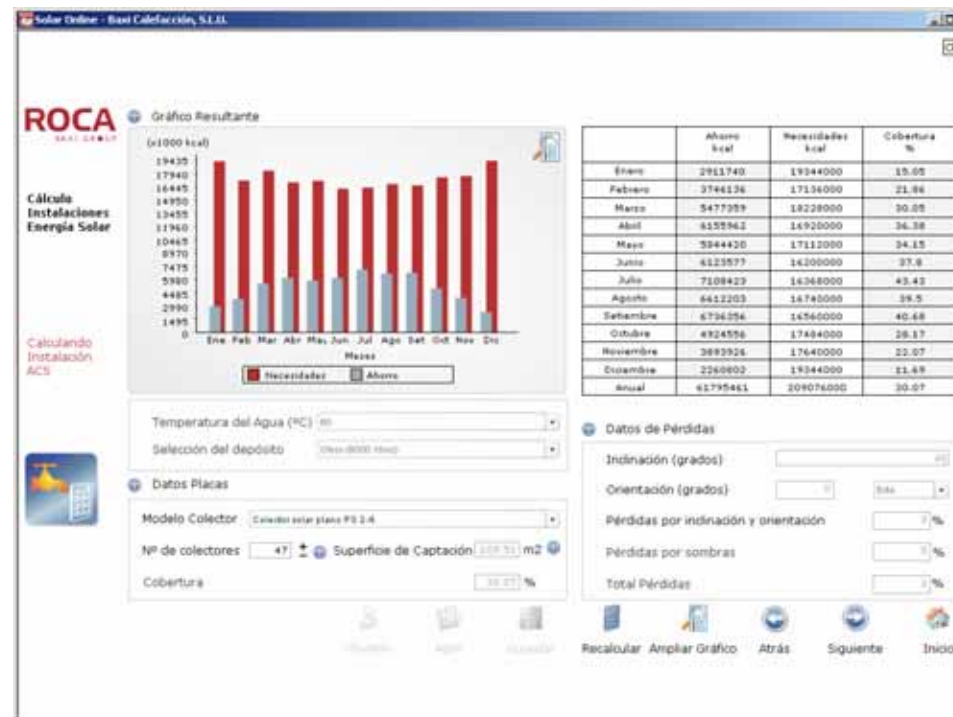 Solar Online - Baxi Calefacción, S.L.U.
ROCA
BAXI GROUP
Cálculo
Instalaciones
Energía Solar
Calculando
Instalación
ACS
Gráfico Resultante
(x1000 kcal)
19435
17940
16445
14950
13455
11960
10465
8970
7475
5980
4485
2990
1495
0
Ene Feb Mar Abr May Jun Jul Ago Set Oct Nov Dic
Meses
Necesidades Ahorro
Ahorro kcal Necesidades kcal Cobertura %
Enero 2911740 19344000 15.05
Febrero 3746136 17136000 21.86
Marzo 5477359 18228000 30.05
Abril 6155962 16920000 36.38
Mayo 5844420 17112000 34.15
Junio 6123577 16200000 37.8
Julio 7108423 16368000 43.43
Agosto 6612203 16740000 39.5
Setiembre 6736356 16560000 40.68
Octubre 4924556 17484000 28.17
Noviembre 3893926 17640000 22.07
Diciembre 2260802 19344000 11.69
Anual 61795461 209076000 30.07
Temperatura del Agua (ºC)
Selección del depósito
Datos Placas
Modelo Colector Colector solar plano PS 2.4
Nº de colectores 47 Superficie de Captación m2
Cobertura %
Datos de Pérdidas
Inclinación (grados)
Orientación (grados)
Pérdidas por inclinación y orientación %
Pérdidas por sombras %
Total Pérdidas %
Recalcular Ampliar Gráfico Atrás Siguiente Inicio